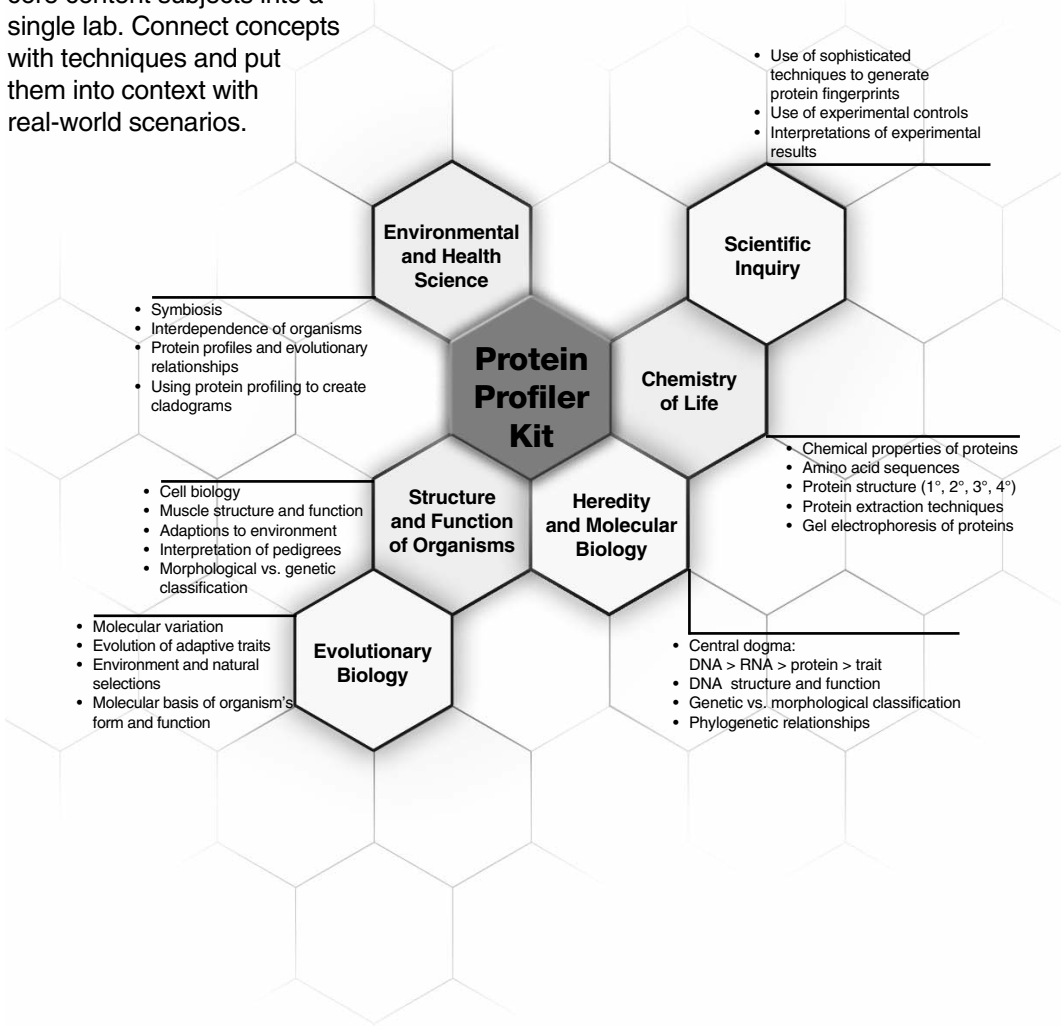 core content subjects into a
single lab. Connect concepts
with techniques and put
them into context with
real-world scenarios.
• Use of sophisticated
techniques to generate
protein fingerprints
• Use of experimental controls
• Interpretations of experimental
results
Environmental
and Health
Science
Scientific
Inquiry
• Symbiosis
• Interdependence of organisms
• Protein profiles and evolutionary
relationships
• Using protein profiling to create
cladograms
Protein
Profiler
Kit
Chemistry
of Life
• Chemical properties of proteins
• Amino acid sequences
• Protein structure (1°, 2°, 3°, 4°)
• Protein extraction techniques
• Gel electrophoresis of proteins
• Cell biology
• Muscle structure and function
• Adaptions to environment
• Interpretation of pedigrees
• Morphological vs. genetic
classification
Structure
and Function
of Organisms
Heredity
and Molecular
Biology
• Molecular variation
• Evolution of adaptive traits
• Environment and natural
selections
• Molecular basis of organism's
form and function
Evolutionary
Biology
• Central dogma:
DNA > RNA > protein > trait
• DNA structure and function
• Genetic vs. morphological classification
• Phylogenetic relationships